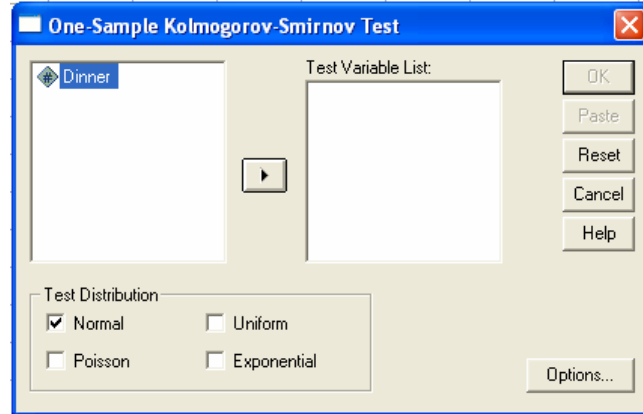 One-Sample Kolmogorov-Smirnov Test
Dinner
Test Variable List:
OK
Paste
Reset
Cancel
Help
Test Distribution
Normal
Uniform
Poisson
Exponential
Options...